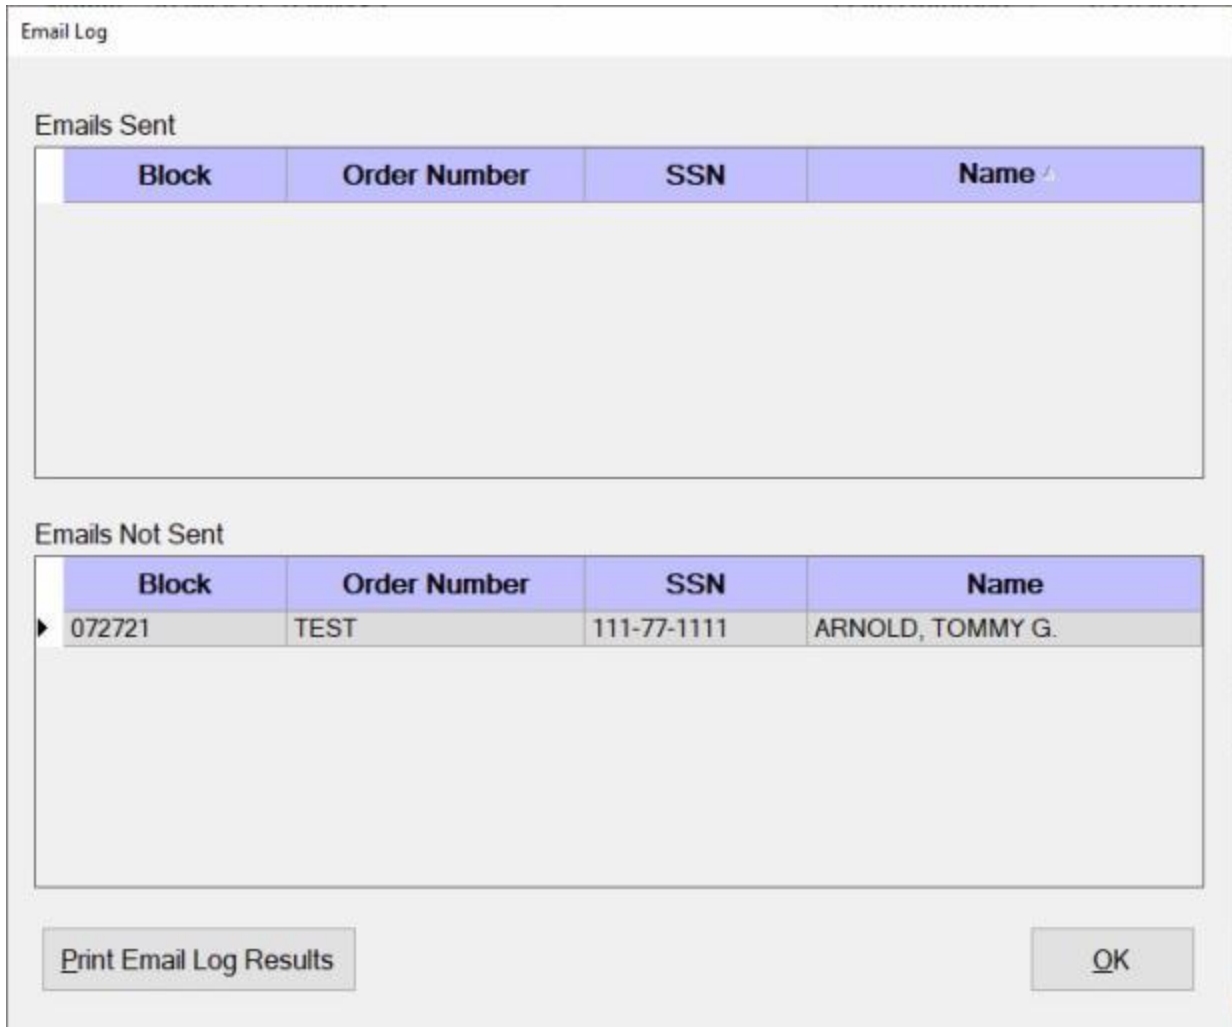 Email Log
Emails Sent
Block Order Number SSN Name
Emails Not Sent
Block Order Number SSN Name
072721 TEST 111-77-1111 ARNOLD, TOMMY G.
Print Email Log Results OK